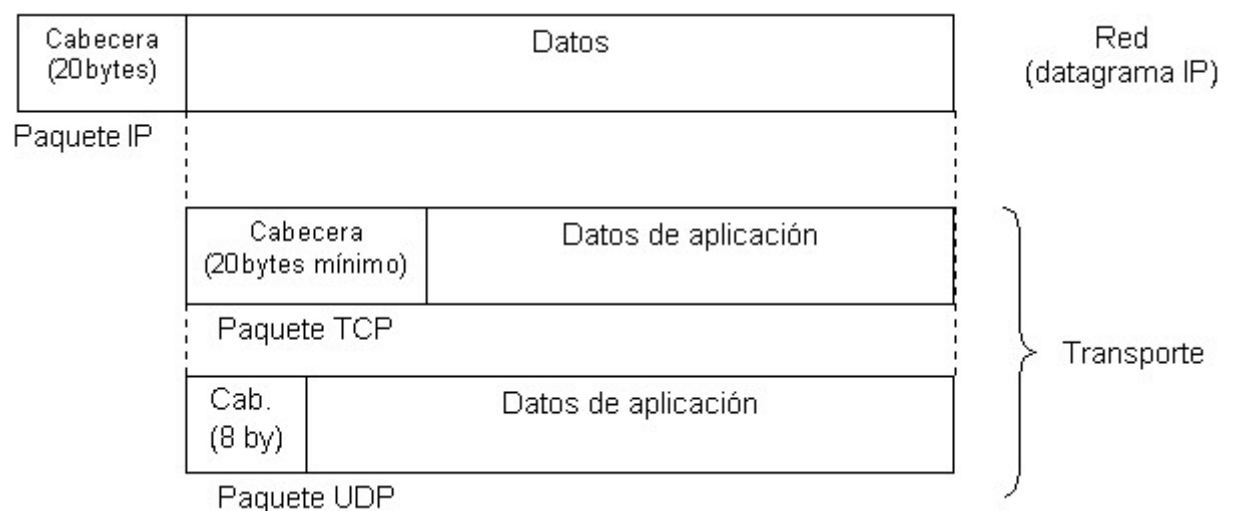 Cabecera
(20bytes)
Datos
Red
(datagrama IP)
Paquete IP
Cabecera
(20bytes mínimo)
Datos de aplicación
Paquete TCP
Transporte
Cab.
(8 by)
Datos de aplicación
Paquete UDP